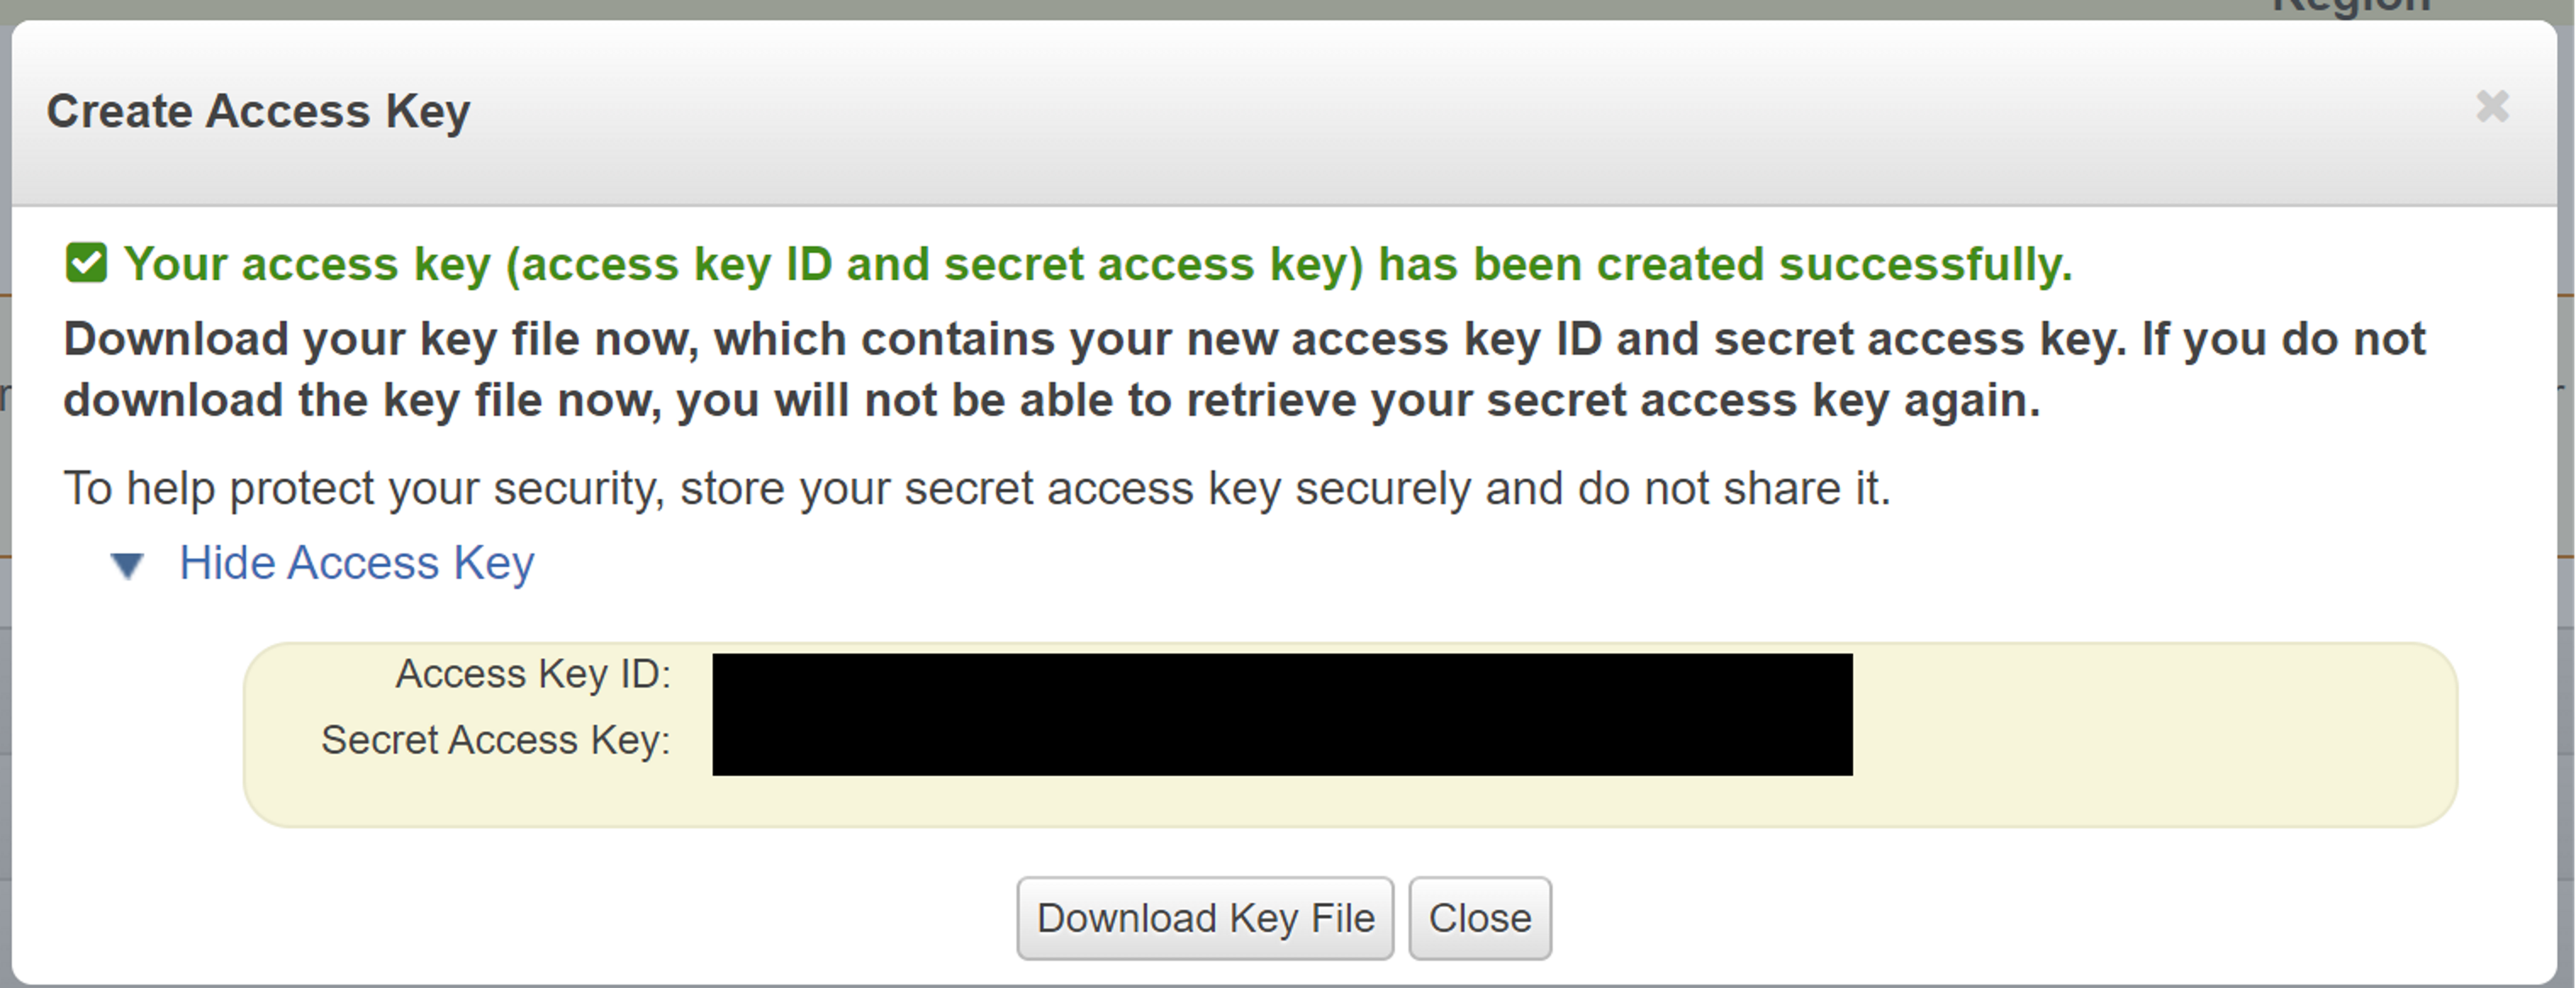 Region
Create Access Key
Your access key (access key ID and secret access key) has been created successfully.
Download your key file now, which contains your new access key ID and secret access key. If you do not
download the key file now, you will not be able to retrieve your secret access key again.
To help protect your security, store your secret access key securely and do not share it.
Hide Access Key
Access Key ID:
Secret Access Key:
Download Key File
Close